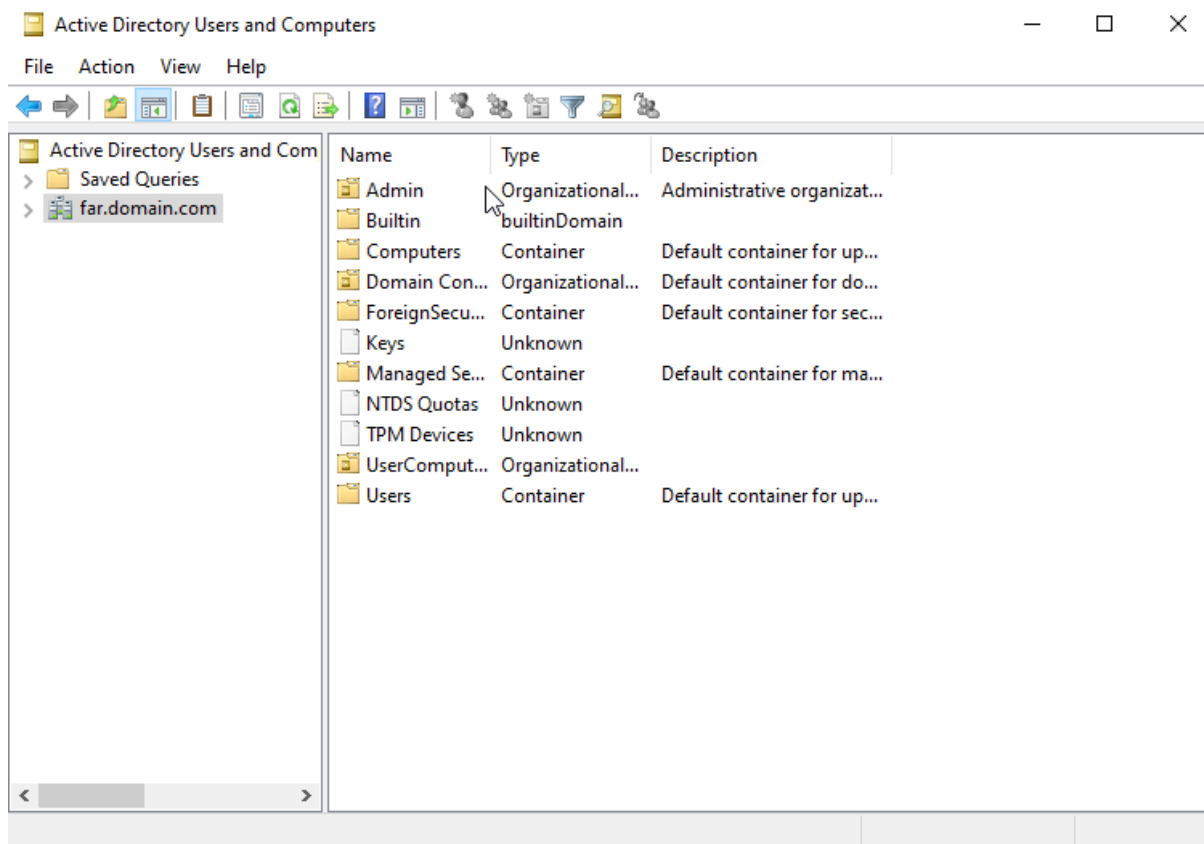 Active Directory Users and Computers
File Action View Help
Active Directory Users and Com
Saved Queries
far.domain.com
Name Type Description
Admin Organizational... Administrative organizat...
Builtin builtinDomain
Computers Container Default container for up...
Domain Con... Organizational... Default container for do...
ForeignSecu... Container Default container for sec...
Keys Unknown
Managed Se... Container Default container for ma...
NTDS Quotas Unknown
TPM Devices Unknown
UserComput... Organizational...
Users Container Default container for up...